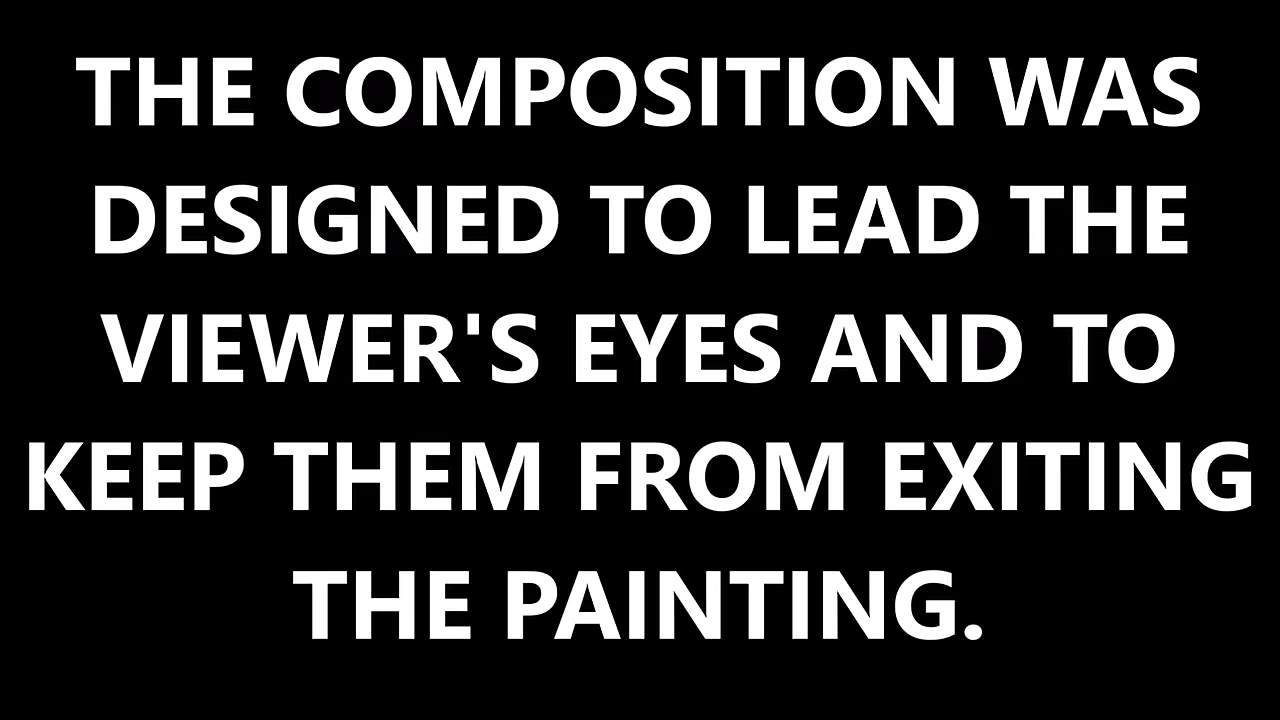 THE COMPOSITION WAS
DESIGNED TO LEAD THE
VIEWER'S EYES AND TO
KEEP THEM FROM EXITING
THE PAINTING.